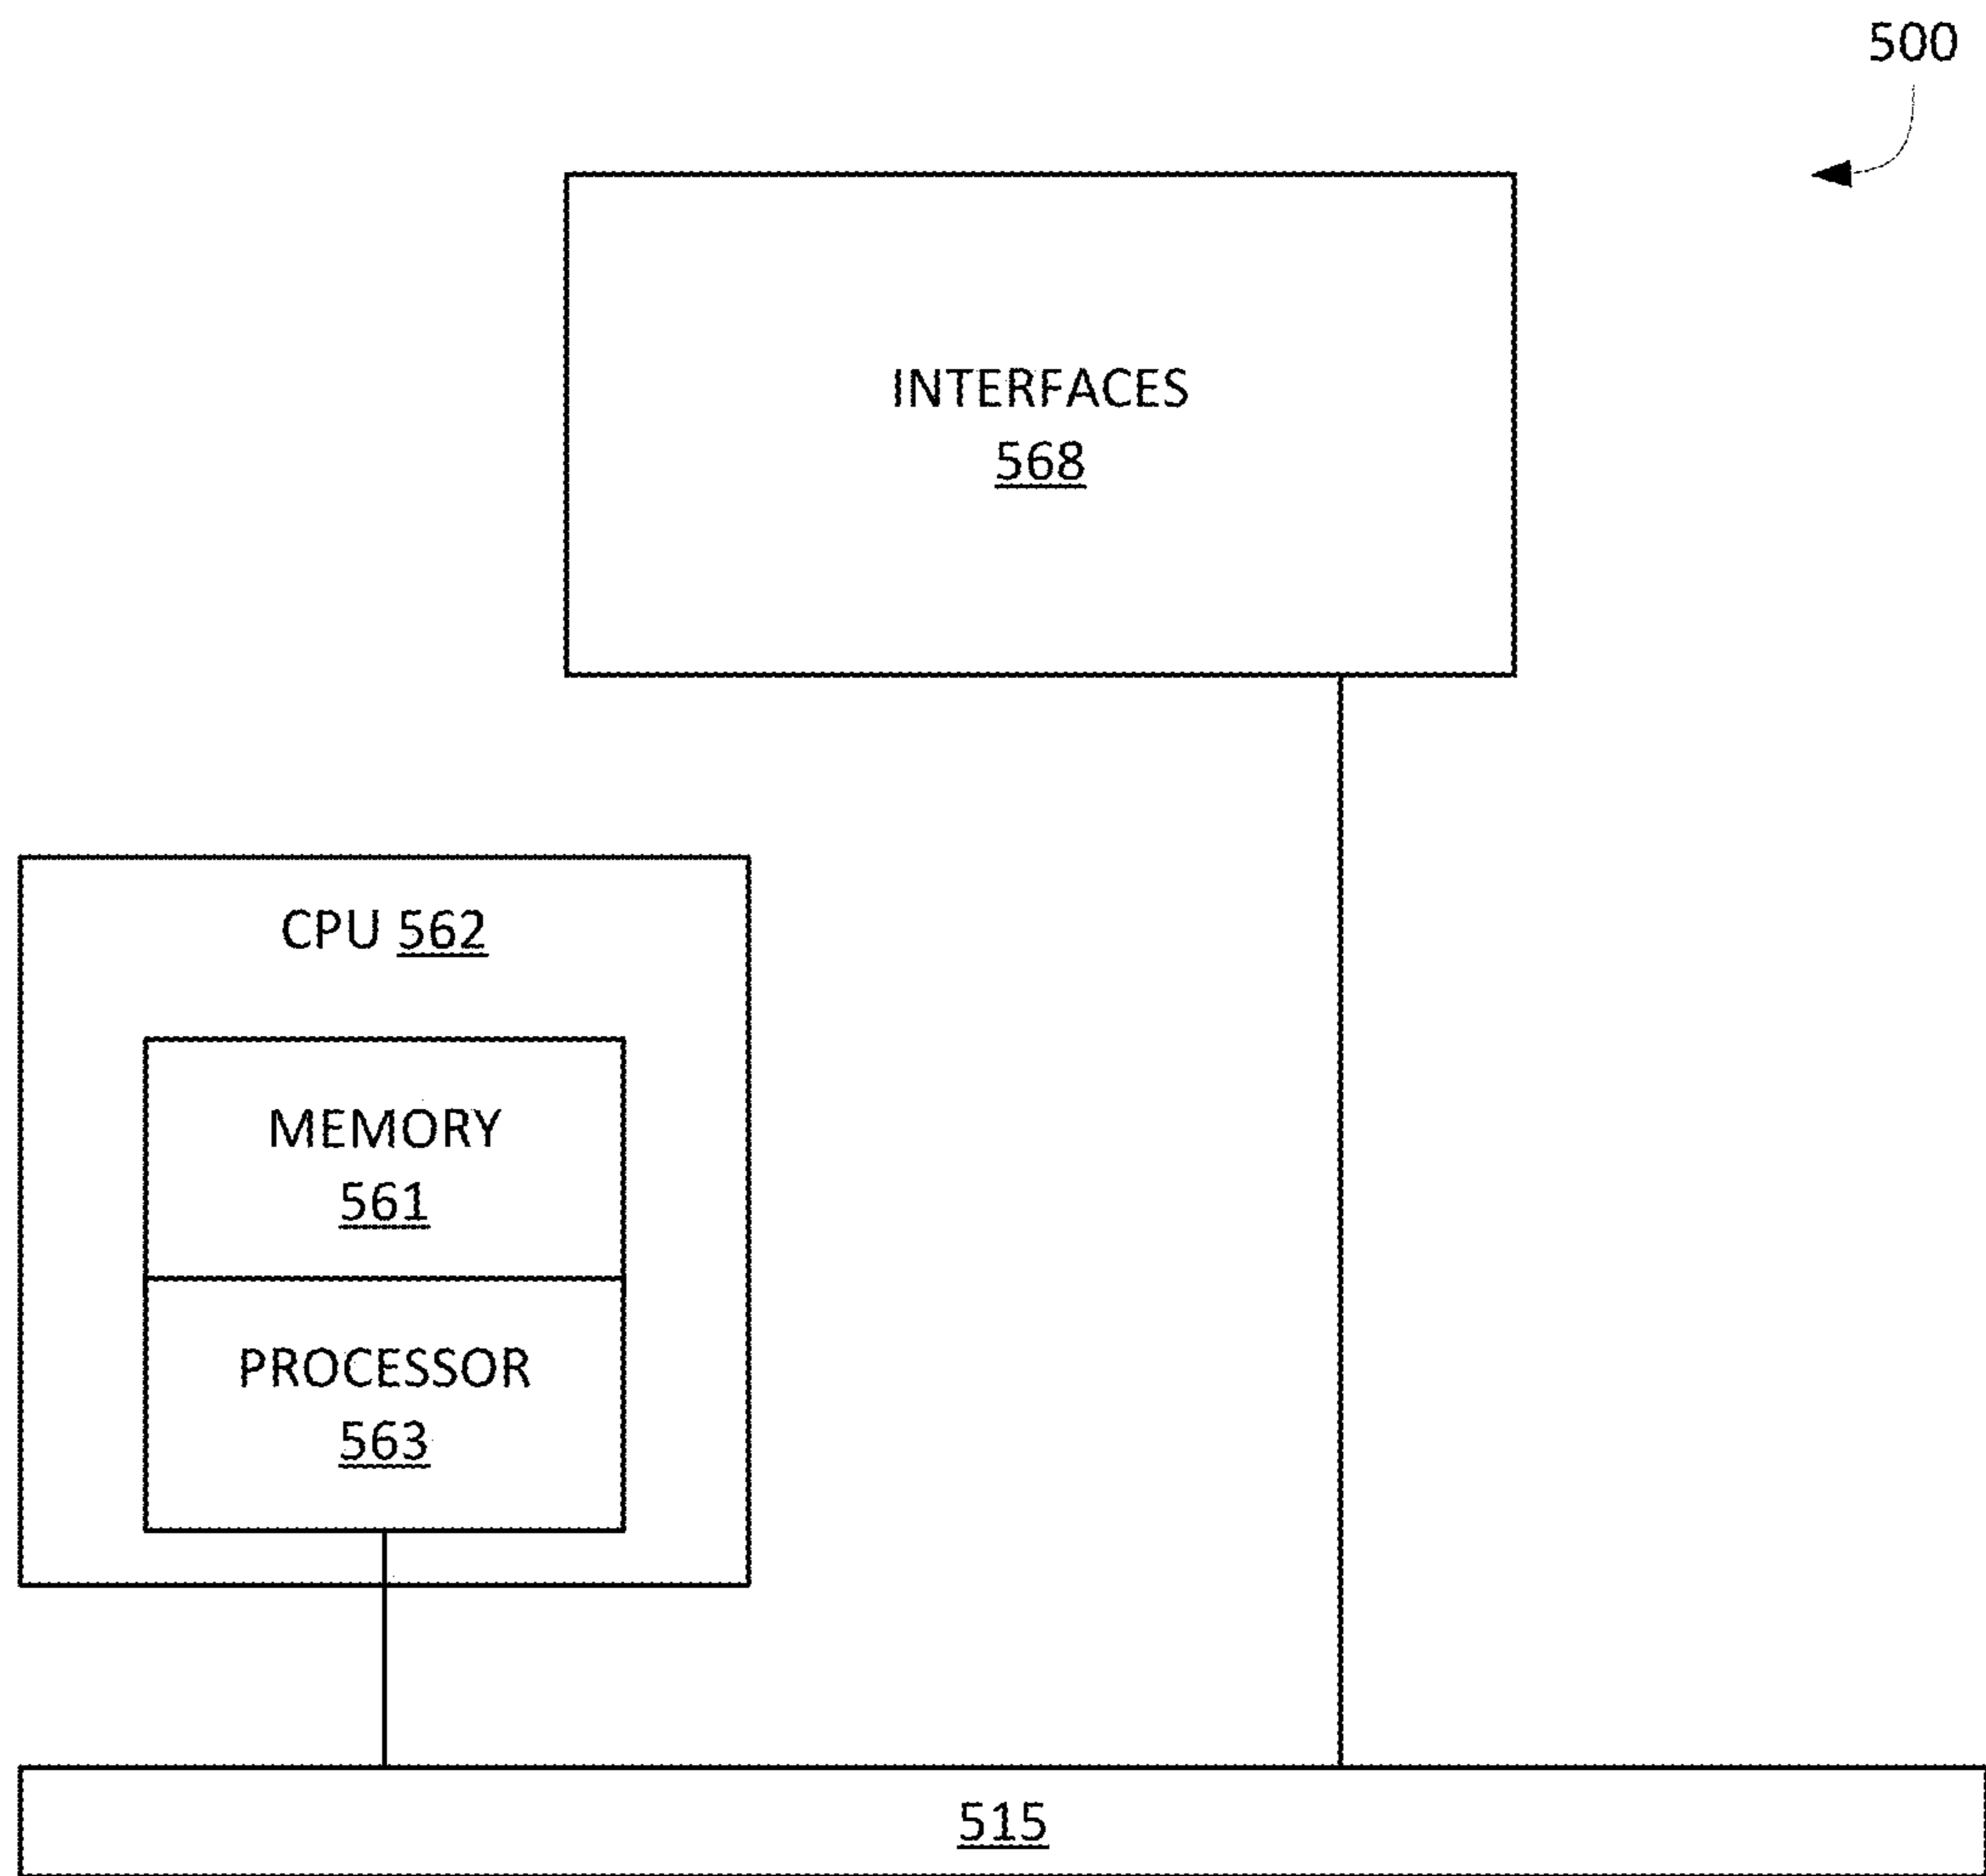 500
INTERFACES
568
CPU 562
MEMORY
561
PROCESSOR
563
515